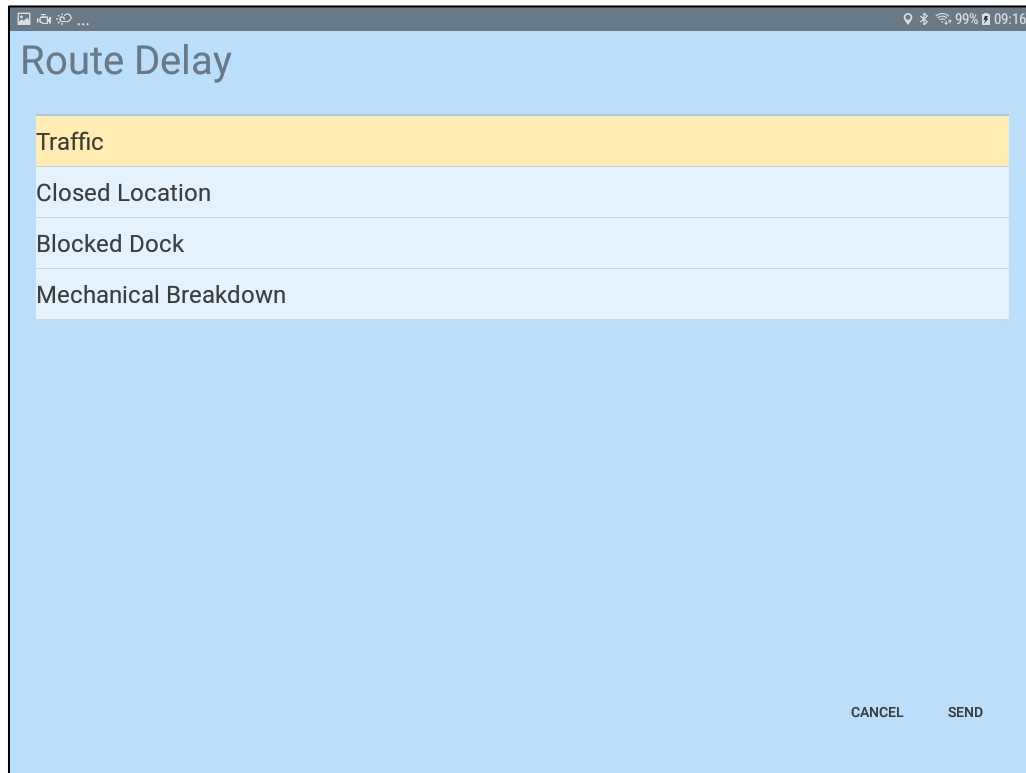 ... 99% 09:16
Route Delay
Traffic
Closed Location
Blocked Dock
Mechanical Breakdown
CANCEL SEND